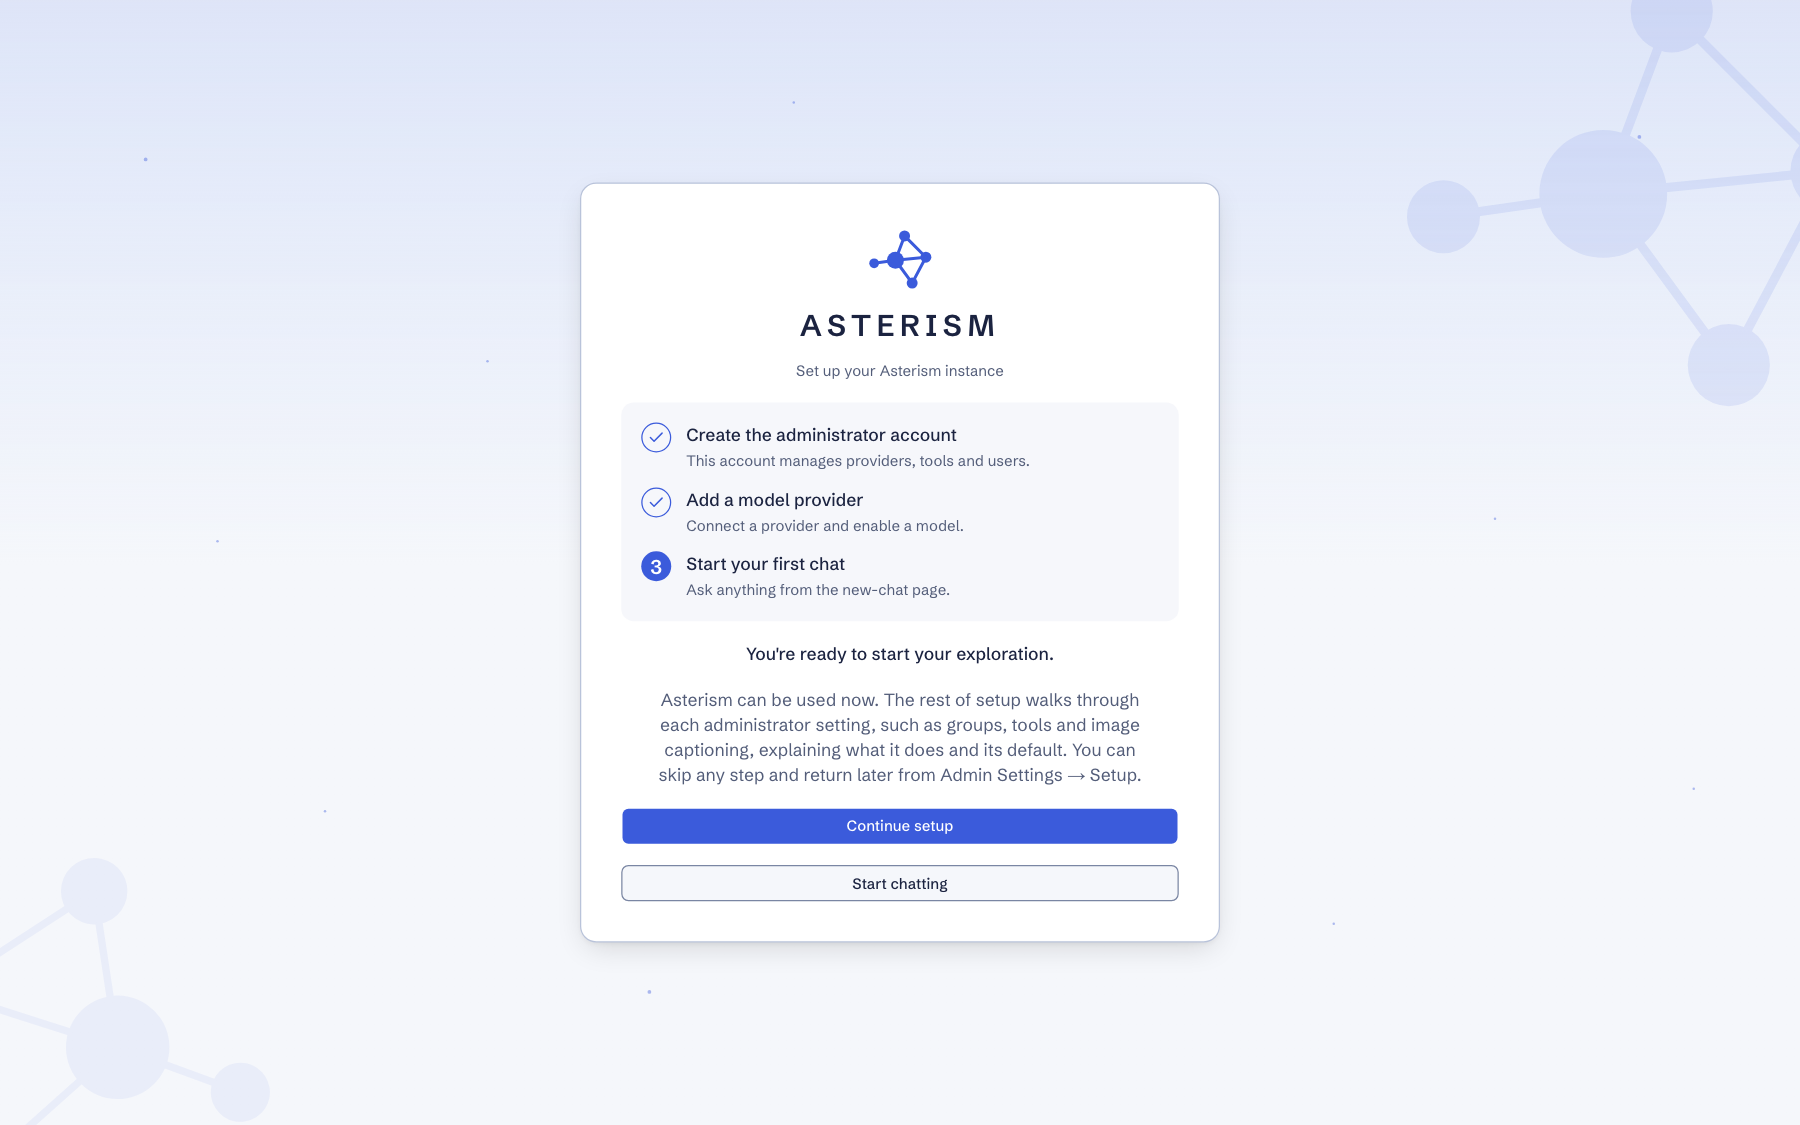 ASTERISM
Set up your Asterism instance
Create the administrator account
This account manages providers, tools and users.
Add a model provider
Connect a provider and enable a model.
3 Start your first chat
Ask anything from the new-chat page.
You're ready to start your exploration.
Asterism can be used now. The rest of setup walks through
each administrator setting, such as groups, tools and image
captioning, explaining what it does and its default. You can
skip any step and return later from Admin Settings → Setup.
Continue setup
Start chatting